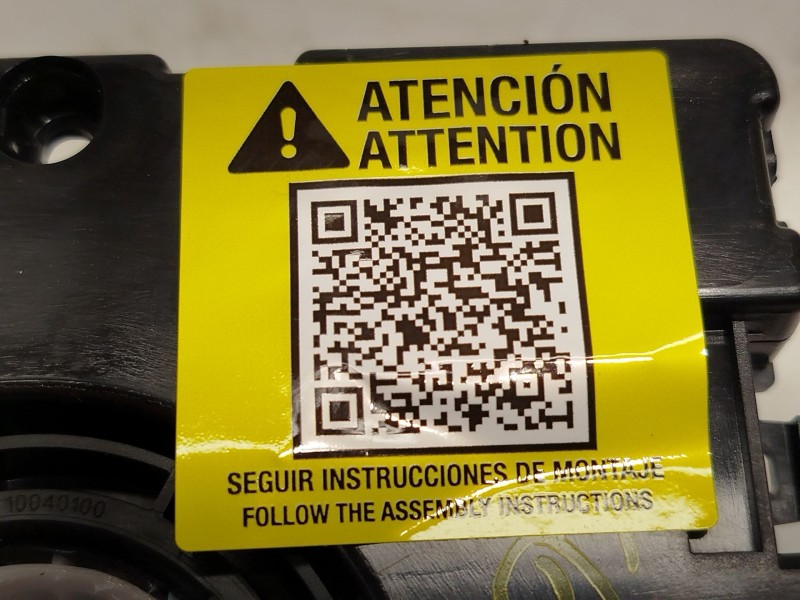 ATENCIÓN
ATTENTION
SEGUIR INSTRUCCIONES DE MONTAJE
FOLLOW THE ASSEMBLY INSTRUCTIONS
10040100